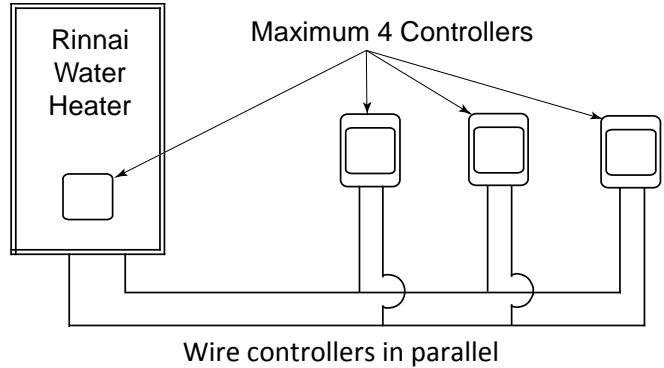 Rinnai
Water
Heater
Maximum 4 Controllers
Wire controllers in parallel